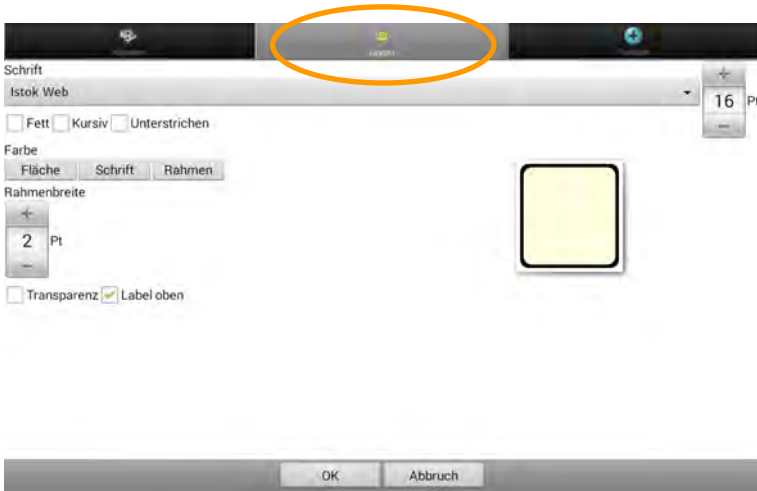 Schrift
Istok Web
16 Pt
Fett Kursiv Unterstrichen
Farbe
Fläche Schrift Rahmen
Rahmenbreite
2 Pt
Transparenz Label oben
OK Abbruch